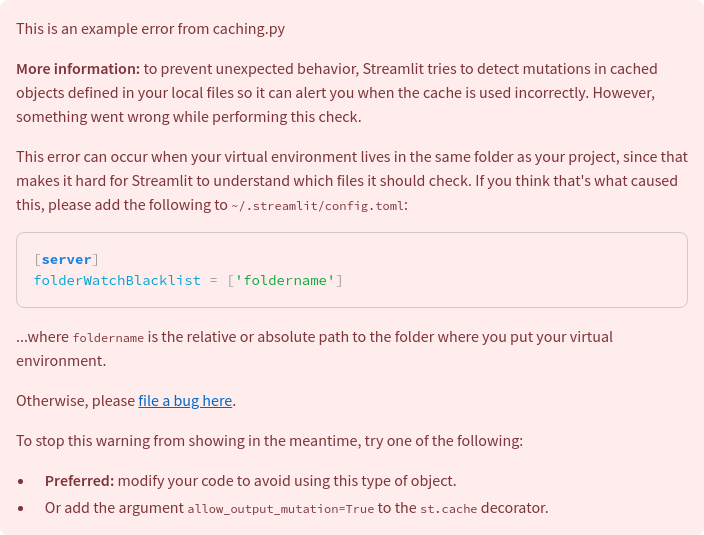 This is an example error from caching.py
More information: to prevent unexpected behavior, Streamlit tries to detect mutations in cached
objects defined in your local files so it can alert you when the cache is used incorrectly. However,
something went wrong while performing this check.
This error can occur when your virtual environment lives in the same folder as your project, since that
makes it hard for Streamlit to understand which files it should check. If you think that's what caused
this, please add the following to ~/.streamlit/config.toml:
[server]
folderWatchBlacklist = ['foldername']
...where foldername is the relative or absolute path to the folder where you put your virtual
environment.
Otherwise, please file a bug here.
To stop this warning from showing in the meantime, try one of the following:
• Preferred: modify your code to avoid using this type of object.
• Or add the argument allow_output_mutation=True to the st.cache decorator.